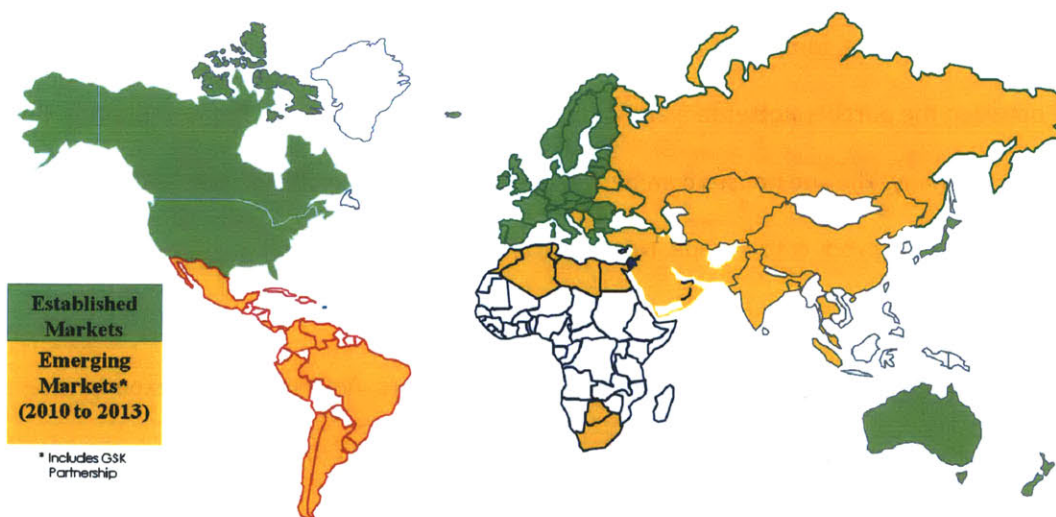 Established
Markets
Emerging
Markets*
(2010 to 2013)
* Includes GSK
Partnership